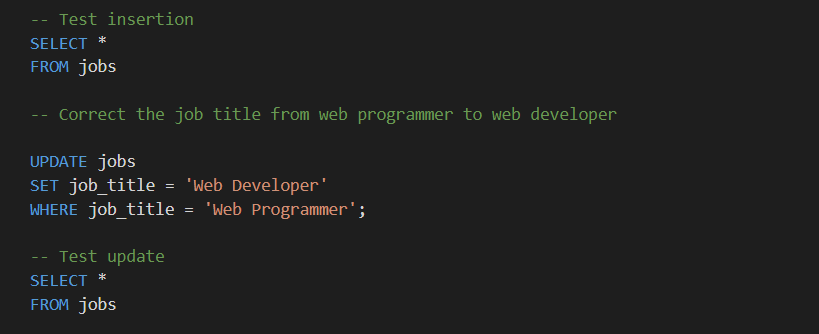 -- Test insertion
SELECT *
FROM jobs
-- Correct the job title from web programmer to web developer
UPDATE jobs
SET job_title = 'Web Developer'
WHERE job_title = 'Web Programmer';
-- Test update
SELECT *
FROM jobs